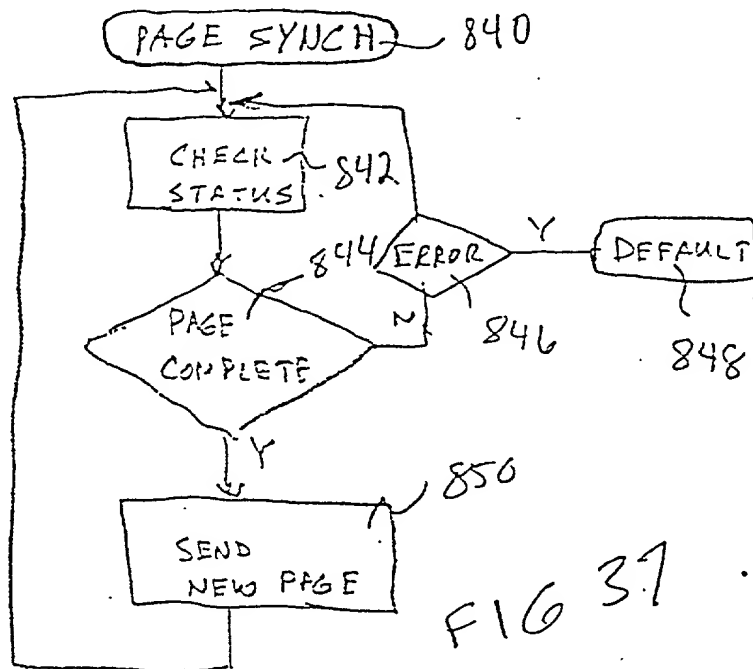 PAGE SYNCH 840
CHECK 842
STATUS
844
PAGE
COMPLETE
Y
N
ERROR
846
Y
DEFAULT
848
850
SEND
NEW PAGE
FIG 37